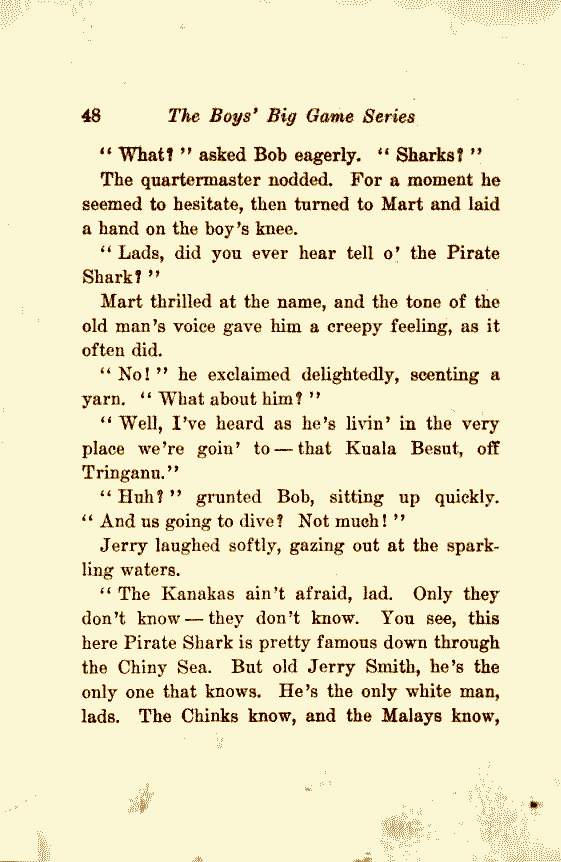 48 The Boys' Big Game Series
" What? " asked Bob eagerly. " Sharks? "
The quartermaster nodded. For a moment he
seemed to hesitate, then turned to Mart and laid
a hand on the boy's knee.
" Lads, did you ever hear tell o' the Pirate
Shark? "
Mart thrilled at the name, and the tone of the
old man's voice gave him a creepy feeling, as it
often did.
" No! " he exclaimed delightedly, scenting a
yarn. " What about him? "
" Well, I've heard as he's livin' in the very
place we're goin' to — that Kuala Besut, off
Tringanu."
" Huh? " grunted Bob, sitting up quickly.
" And us going to dive? Not much! "
Jerry laughed softly, gazing out at the spark-
ling waters.
" The Kanakas ain't afraid, lad. Only they
don't know — they don't know. You see, this
here Pirate Shark is pretty famous down through
the Chiny Sea. But old Jerry Smith, he's the
only one that knows. He's the only white man,
lads. The Chinks know, and the Malays know,